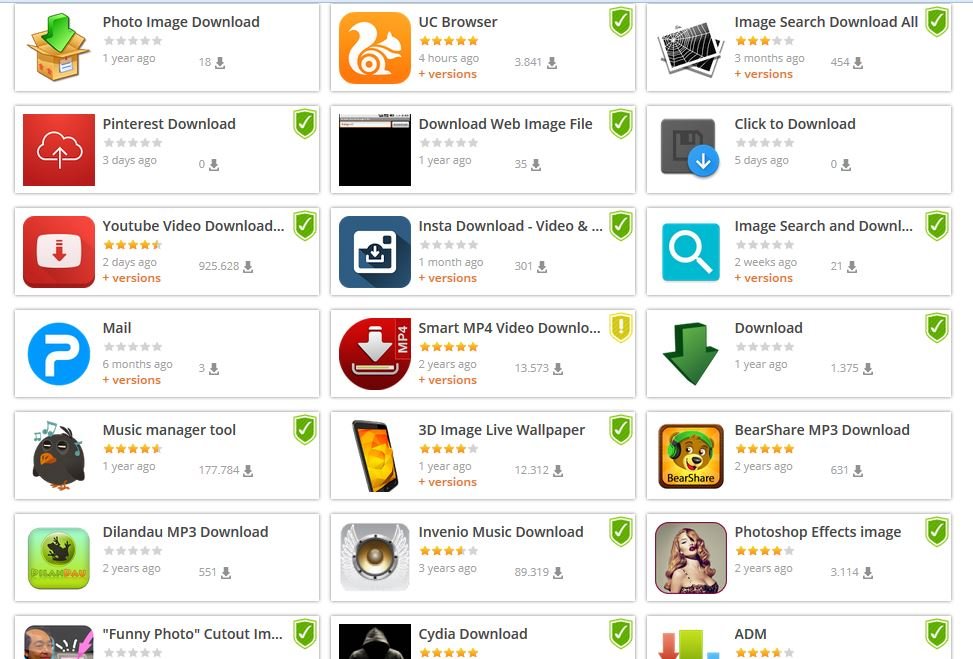 Photo Image Download
1 year ago
18
UC Browser
4 hours ago
3.841
+ versions
Image Search Download All
3 months ago
454
+ versions
Pinterest Download
3 days ago
0
Download Web Image File
1 year ago
35
Click to Download
5 days ago
0
Youtube Video Download...
2 days ago
925.628
+ versions
Insta Download - Video & ...
1 month ago
301
+ versions
Image Search and Downl...
2 weeks ago
21
+ versions
Mail
6 months ago
3
+ versions
MP4
Smart MP4 Video Downlo...
2 years ago
13.573
+ versions
Download
1 year ago
1.375
Music manager tool
1 year ago
177.784
3D Image Live Wallpaper
1 year ago
12.312
+ versions
BearShare
BearShare MP3 Download
2 years ago
631
DILANDAU
Dilandau MP3 Download
2 years ago
551
Invenio Music Download
3 years ago
89.319
Photoshop Effects image
2 years ago
3.114
"Funny Photo" Cutout Im...
Cydia Download
ADM